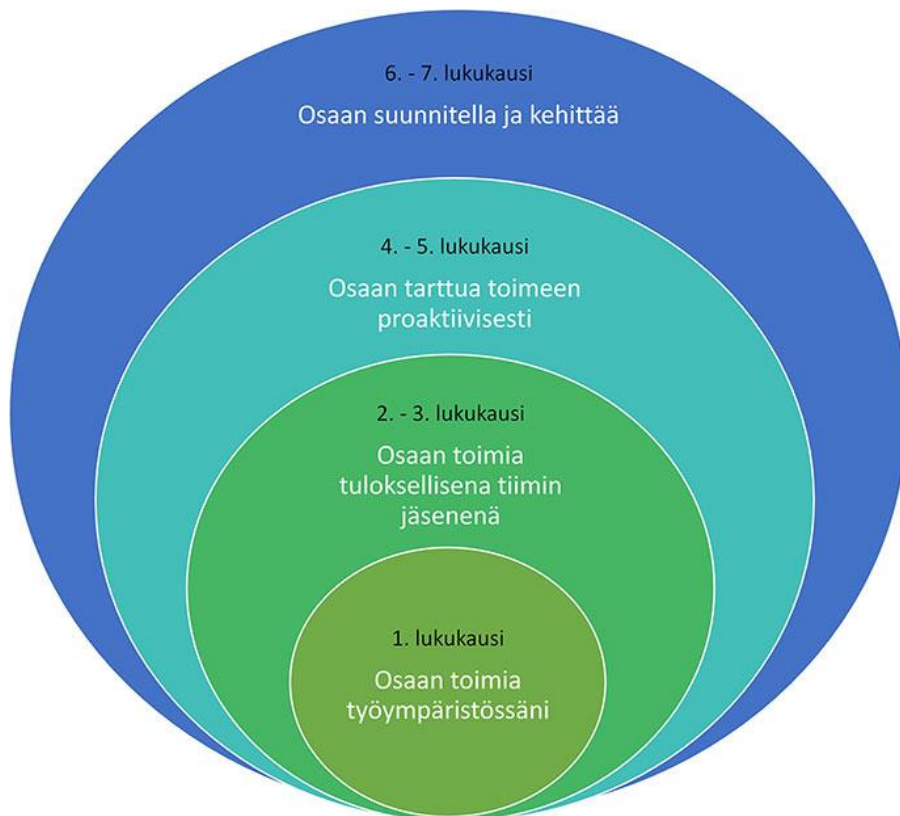 6. - 7. lukukausi
Osaan suunnitella ja kehittää
4. - 5. lukukausi
Osaan tarttua toimeen
proaktiivisesti
2. - 3. lukukausi
Osaan toimia
tuloksellisena tiimin
jäsenenä
1. lukukausi
Osaan toimia
työympäristössäni